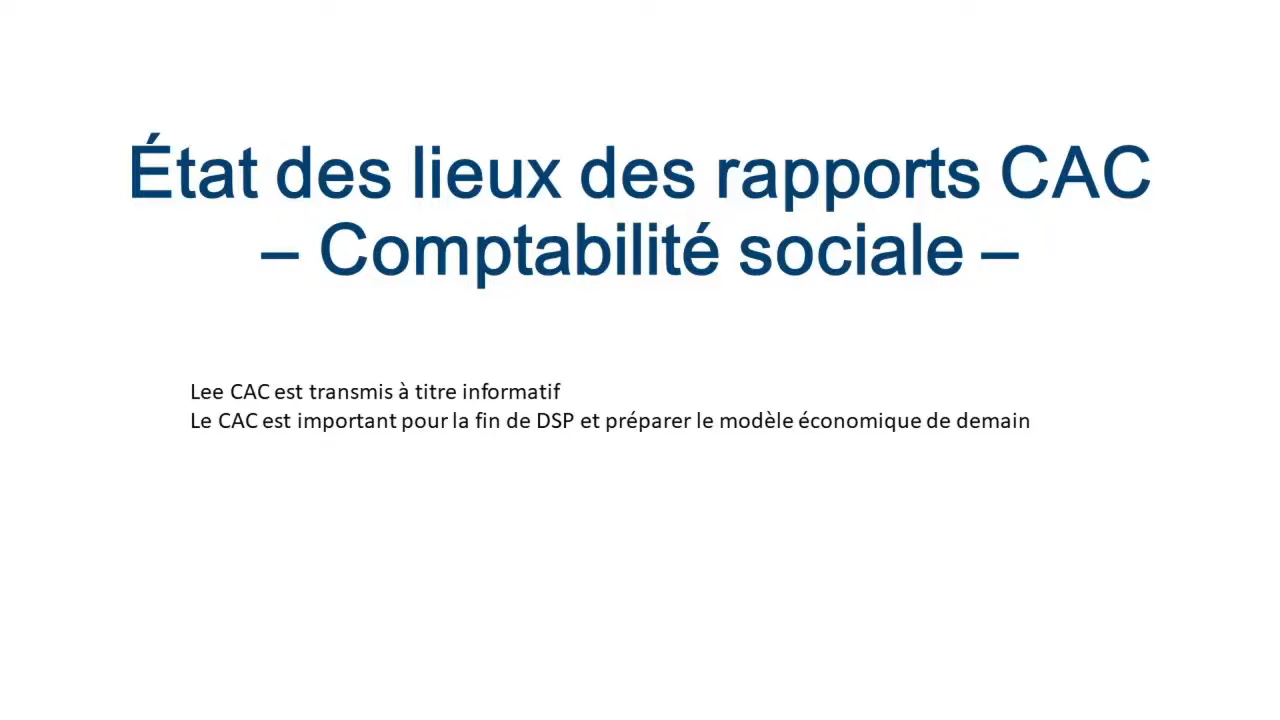 État des lieux des rapports CAC
– Comptabilité sociale –
Lee CAC est transmis à titre informatif
Le CAC est important pour la fin de DSP et préparer le modèle économique de demain